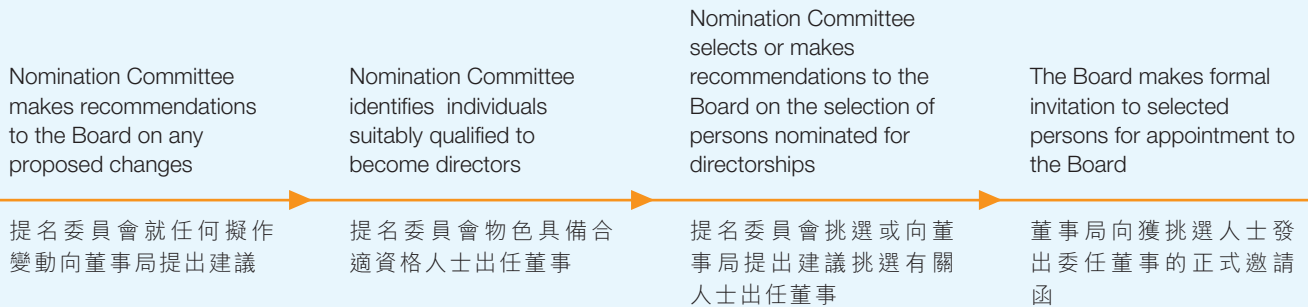 Nomination Committee
makes recommendations
to the Board on any
proposed changes
Nomination Committee
identifies individuals
suitably qualified to
become directors
Nomination Committee
selects or makes
recommendations to the
Board on the selection of
persons nominated for
directorships
The Board makes formal
invitation to selected
persons for appointment to
the Board
提名委員會就任何擬作
變動向董事局提出建議
提名委員會物色具備合
適資格人士出任董事
提名委員會挑選或向董
事局提出建議挑選有關
人士出任董事
董事局向獲挑選人士發
出委任董事的正式邀請
函